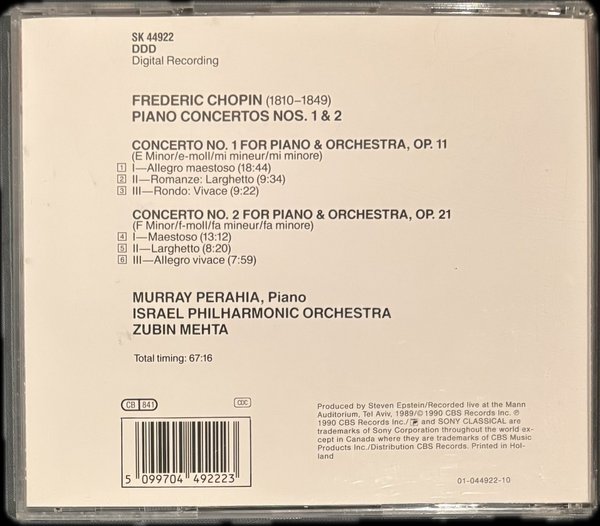 SK 44922
DDD
Digital Recording
FREDERIC CHOPIN (1810–1849)
PIANO CONCERTOS NOS. 1 & 2
CONCERTO NO. 1 FOR PIANO & ORCHESTRA, OP. 11
(E Minor/e-moll/mi mineur/mi minore)
1 I—Allegro maestoso (18:44)
2 II—Romanze: Larghetto (9:34)
3 III—Rondo: Vivace (9:22)
CONCERTO NO. 2 FOR PIANO & ORCHESTRA, OP. 21
(F Minor/f-moll/fa mineur/fa minore)
4 I—Maestoso (13:12)
5 II—Larghetto (8:20)
6 III—Allegro vivace (7:59)
MURRAY PERAHIA, Piano
ISRAEL PHILHARMONIC ORCHESTRA
ZUBIN MEHTA
Total timing: 67:16
CB 841
CDC
5 099704 492223
Produced by Steven Epstein/Recorded live at the Mann
Auditorium, Tel Aviv, 1989/© 1990 CBS Records Inc. ℗
1990 CBS Records Inc./ and SONY CLASSICAL are
trademarks of Sony Corporation throughout the world ex-
cept in Canada where they are trademarks of CBS Music
Products Inc./Distribution CBS Records. Printed in Hol-
land
01-044922-10